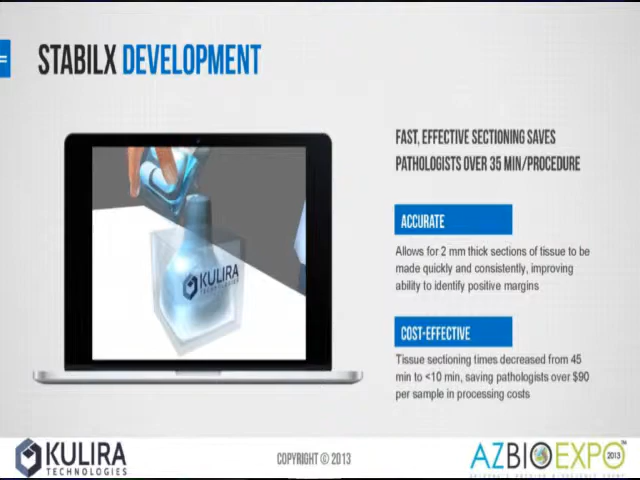 STABILX DEVELOPMENT
FAST, EFFECTIVE SECTIONING SAVES
PATHOLOGISTS OVER 35 MIN/PROCEDURE
ACCURATE
Allows for 2 mm thick sections of tissue to be
made quickly and consistently, improving
ability to identify positive margins
COST-EFFECTIVE
Tissue sectioning times decreased from 45
min to <10 min, saving pathologists over $90
per sample in processing costs
KULIRA
TECHNOLOGIES
KULIRA
TECHNOLOGIES
COPYRIGHT © 2013
AZBIOEXPO™
2013